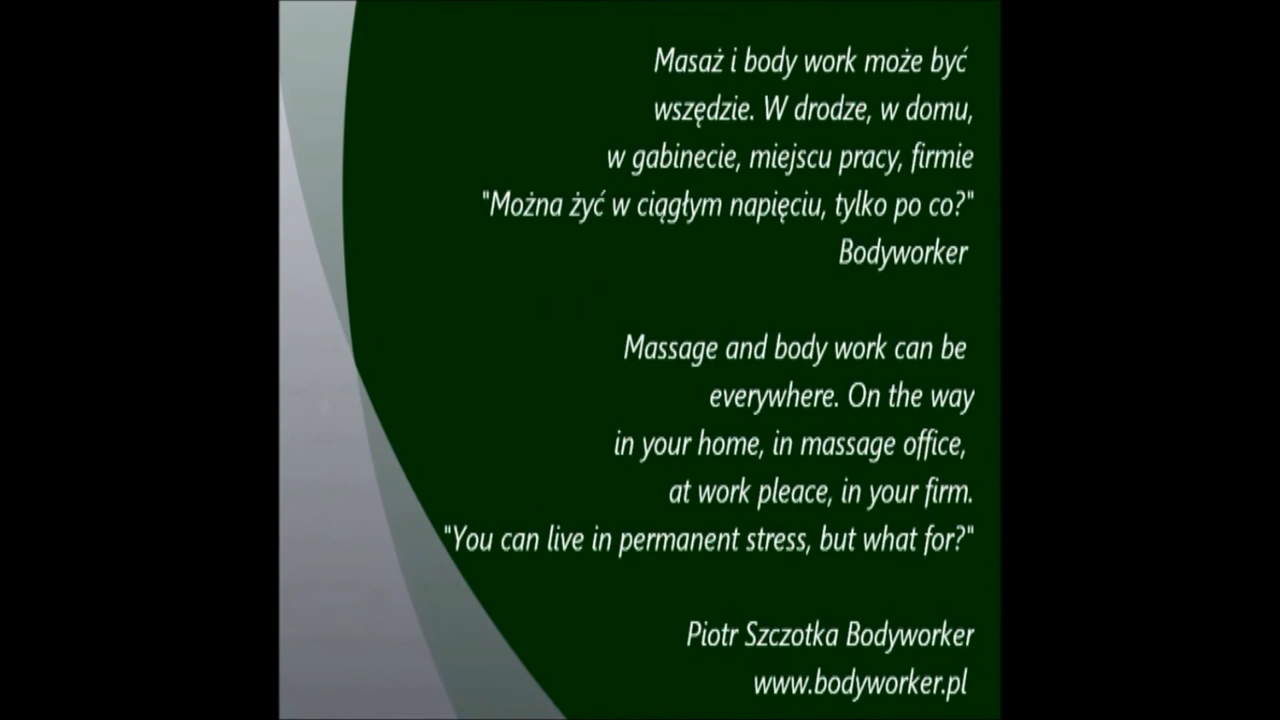 Masaż i body work może być
wszędzie. W drodze, w domu,
w gabinecie, miejscu pracy, firmie
"Można żyć w ciągłym napięciu, tylko po co?"
Bodyworker
Massage and body work can be
everywhere. On the way
in your home, in massage office,
at work pleace, in your firm.
"You can live in permanent stress, but what for?"
Piotr Szczotka Bodyworker
www.bodyworker.pl